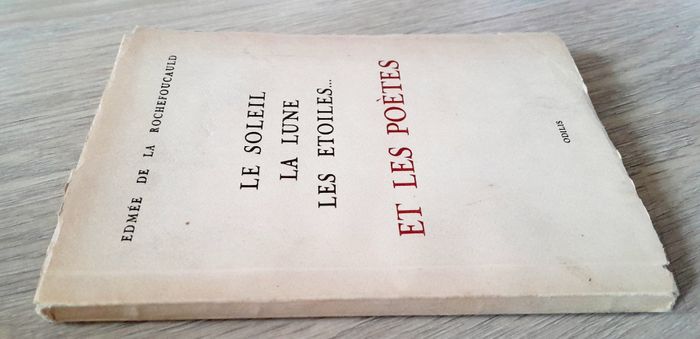 EDMÉE DE LA ROCHEFOUCAULD
LE SOLEIL
LA LUNE
LES ETOILES...
ET LES POÈTES
ODILIS